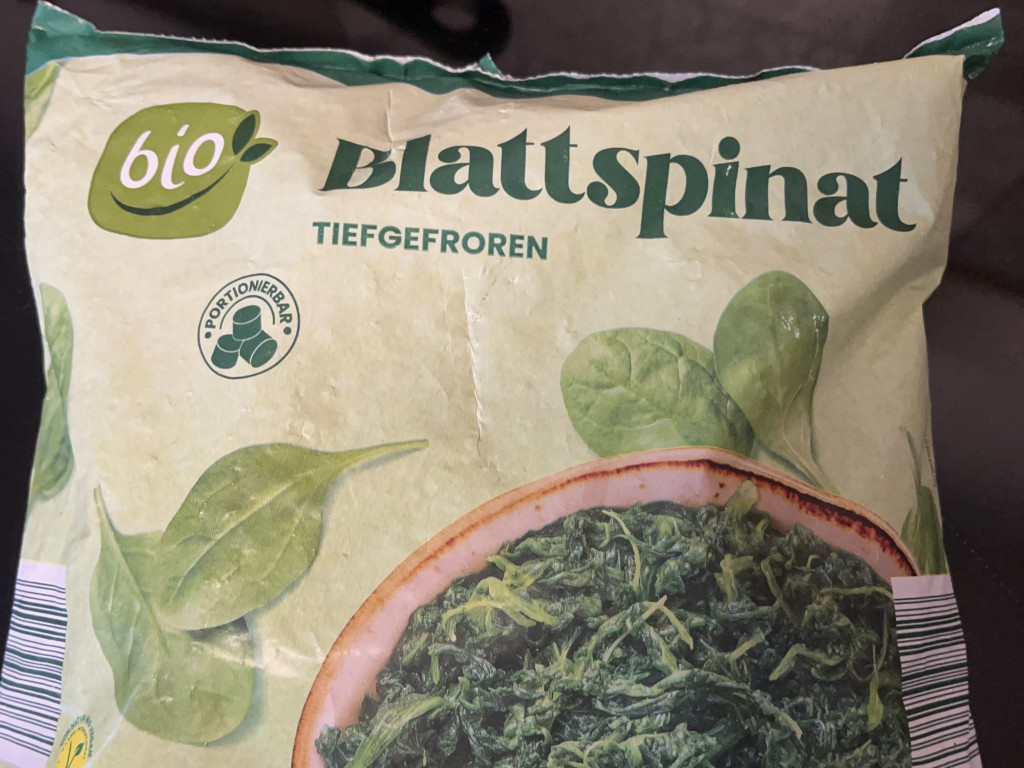 bio
Blattspinat
TIEFGEFROREN
PORTIONIERBAR